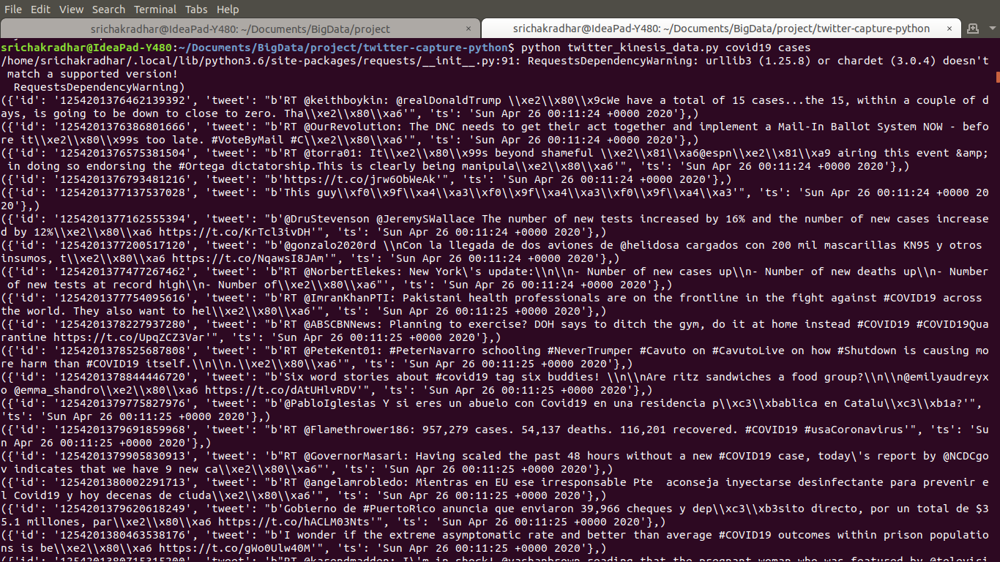 File Edit View Search Terminal Tabs Help
srichakradhar@IdeaPad-Y480: ~/Documents/BigData/project × srichakradhar@IdeaPad-Y480: ~/Documents/BigData/project/twitter-capture-python ×
srichakradhar@IdeaPad-Y480:~/Documents/BigData/project/twitter-capture-python$ python twitter_kinesis_data.py covid19 cases
/home/srichakradhar/.local/lib/python3.6/site-packages/requests/__init__.py:91: RequestsDependencyWarning: urllib3 (1.25.8) or chardet (3.0.4) doesn't
 match a supported version!
  RequestsDependencyWarning)
({'id': '1254201376462139392', 'tweet': "b'RT @keithboykin: @realDonaldTrump \\xe2\\x80\\x9cWe have a total of 15 cases...the 15, within a couple of d
ays, is going to be down to close to zero. Tha\\xe2\\x80\\xa6'", 'ts': 'Sun Apr 26 00:11:24 +0000 2020'},)
({'id': '1254201376386801666', 'tweet': "b'RT @OurRevolution: The DNC needs to get their act together and implement a Mail-In Ballot System NOW - befo
re it\\xe2\\x80\\x99s too late. #VoteByMail #C\\xe2\\x80\\xa6'", 'ts': 'Sun Apr 26 00:11:24 +0000 2020'},)
({'id': '1254201376575381504', 'tweet': "b'RT @torra01: It\\xe2\\x80\\x99s beyond shameful \\xe2\\x81\\xa6@espn\\xe2\\x81\\xa9 airing this event &amp;
 in doing so endorsing the #Ortega dictatorship.This is clearly being manipula\\xe2\\x80\\xa6'", 'ts': 'Sun Apr 26 00:11:24 +0000 2020'},)
({'id': '1254201376793481216', 'tweet': "b'https://t.co/jrw6ObWeAk'", 'ts': 'Sun Apr 26 00:11:24 +0000 2020'},)
({'id': '1254201377137537028', 'tweet': "b'This guy\\xf0\\x9f\\xa4\\xa3\\xf0\\x9f\\xa4\\xa3\\xf0\\x9f\\xa4\\xa3'", 'ts': 'Sun Apr 26 00:11:24 +0000 20
20'},)
({'id': '1254201377162555394', 'tweet': "b'@DruStevenson @JeremySWallace The number of new tests increased by 16% and the number of new cases increase
d by 12%\\xe2\\x80\\xa6 https://t.co/KrTcl3ivDH'", 'ts': 'Sun Apr 26 00:11:24 +0000 2020'},)
({'id': '1254201377200517120', 'tweet': "b'@gonzalo2020rd \\nCon la llegada de dos aviones de @helidosa cargados con 200 mil mascarillas KN95 y otros
insumos, t\\xe2\\x80\\xa6 https://t.co/NqawsI8JAm'", 'ts': 'Sun Apr 26 00:11:24 +0000 2020'},)
({'id': '1254201377477267462', 'tweet': 'b"RT @NorbertElekes: New York\'s update:\\n\\n- Number of new cases up\\n- Number of new deaths up\\n- Number
 of new tests at record high\\n- Number of\\xe2\\x80\\xa6"', 'ts': 'Sun Apr 26 00:11:24 +0000 2020'},)
({'id': '1254201377754095616', 'tweet': "b'RT @ImranKhanPTI: Pakistani health professionals are on the frontline in the fight against #COVID19 across
the world. They also want to hel\\xe2\\x80\\xa6'", 'ts': 'Sun Apr 26 00:11:25 +0000 2020'},)
({'id': '1254201378227937280', 'tweet': "b'RT @ABSCBNNews: Planning to exercise? DOH says to ditch the gym, do it at home instead #COVID19 #COVID19Qua
rantine https://t.co/UpqZCZ3Var'", 'ts': 'Sun Apr 26 00:11:25 +0000 2020'},)
({'id': '1254201378525687808', 'tweet': "b'RT @PeteKent01: #PeterNavarro schooling #NeverTrumper #Cavuto on #CavutoLive on how #Shutdown is causing mo
re harm than #COVID19 itself.\\n\\n.\\xe2\\x80\\xa6'", 'ts': 'Sun Apr 26 00:11:25 +0000 2020'},)
({'id': '1254201378844446720', 'tweet': "b'Six word stories about #covid19 tag six buddies! \\n\\nAre ritz sandwiches a food group?\\n\\n@emilyaudreyx
o @emma_shandro\\xe2\\x80\\xa6 https://t.co/dAtUHlvRDV'", 'ts': 'Sun Apr 26 00:11:25 +0000 2020'},)
({'id': '1254201379775827976', 'tweet': "b'@PabloIglesias Y si eres un abuelo con Covid19 en una residencia p\\xc3\\xbablica en Catalu\\xc3\\xb1a?'",
'ts': 'Sun Apr 26 00:11:25 +0000 2020'},)
({'id': '1254201379691859968', 'tweet': "b'RT @Flamethrower186: 957,279 cases. 54,137 deaths. 116,201 recovered. #COVID19 #usaCoronavirus'", 'ts': 'Su
n Apr 26 00:11:25 +0000 2020'},)
({'id': '1254201379905830913', 'tweet': 'b"RT @GovernorMasari: Having scaled the past 48 hours without a new #COVID19 case, today\'s report by @NCDCgo
v indicates that we have 9 new ca\\xe2\\x80\\xa6"', 'ts': 'Sun Apr 26 00:11:25 +0000 2020'},)
({'id': '1254201380002291713', 'tweet': "b'RT @angelamrobledo: Mientras en EU ese irresponsable Pte  aconseja inyectarse desinfectante para prevenir e
l Covid19 y hoy decenas de ciuda\\xe2\\x80\\xa6'", 'ts': 'Sun Apr 26 00:11:25 +0000 2020'},)
({'id': '1254201379620618249', 'tweet': "b'Gobierno de #PuertoRico anuncia que enviaron 39,966 cheques y dep\\xc3\\xb3sito directo, por un total de $3
5.1 millones, par\\xe2\\x80\\xa6 https://t.co/hACLM03Nts'", 'ts': 'Sun Apr 26 00:11:25 +0000 2020'},)
({'id': '1254201380463538176', 'tweet': "b'I wonder if the extreme asymptomatic rate and better than average #COVID19 outcomes within prison populatio
ns is be\\xe2\\x80\\xa6 https://t.co/gWo0Ulw40M'", 'ts': 'Sun Apr 26 00:11:25 +0000 2020'},)